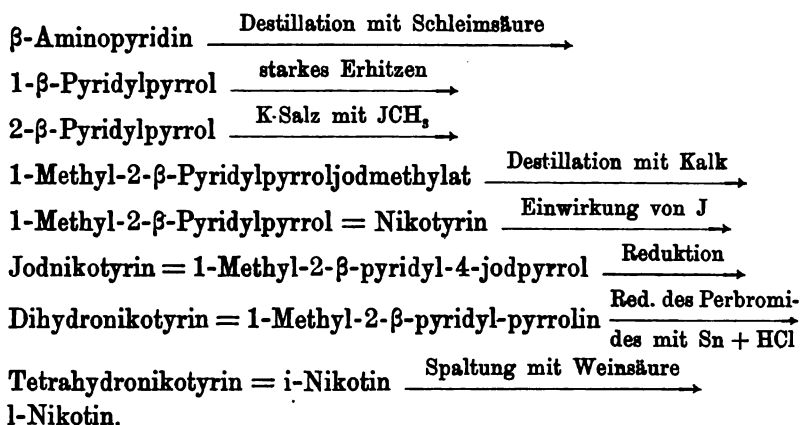 β-Aminopyridin Destillation mit Schleimsäure
1-β-Pyridylpyrrol starkes Erhitzen
2-β-Pyridylpyrrol K-Salz mit JCH₃
1-Methyl-2-β-Pyridylpyrroljodmethylat Destillation mit Kalk
1-Methyl-2-β-Pyridylpyrrol = Nikotyrin Einwirkung von J
Jodnikotyrin = 1-Methyl-2-β-pyridyl-4-jodpyrrol Reduktion
Dihydronikotyrin = 1-Methyl-2-β-pyridyl-pyrrolin Red. des Perbromi-
des mit Sn + HCl
Tetrahydronikotyrin = i-Nikotin Spaltung mit Weinsäure
l-Nikotin.